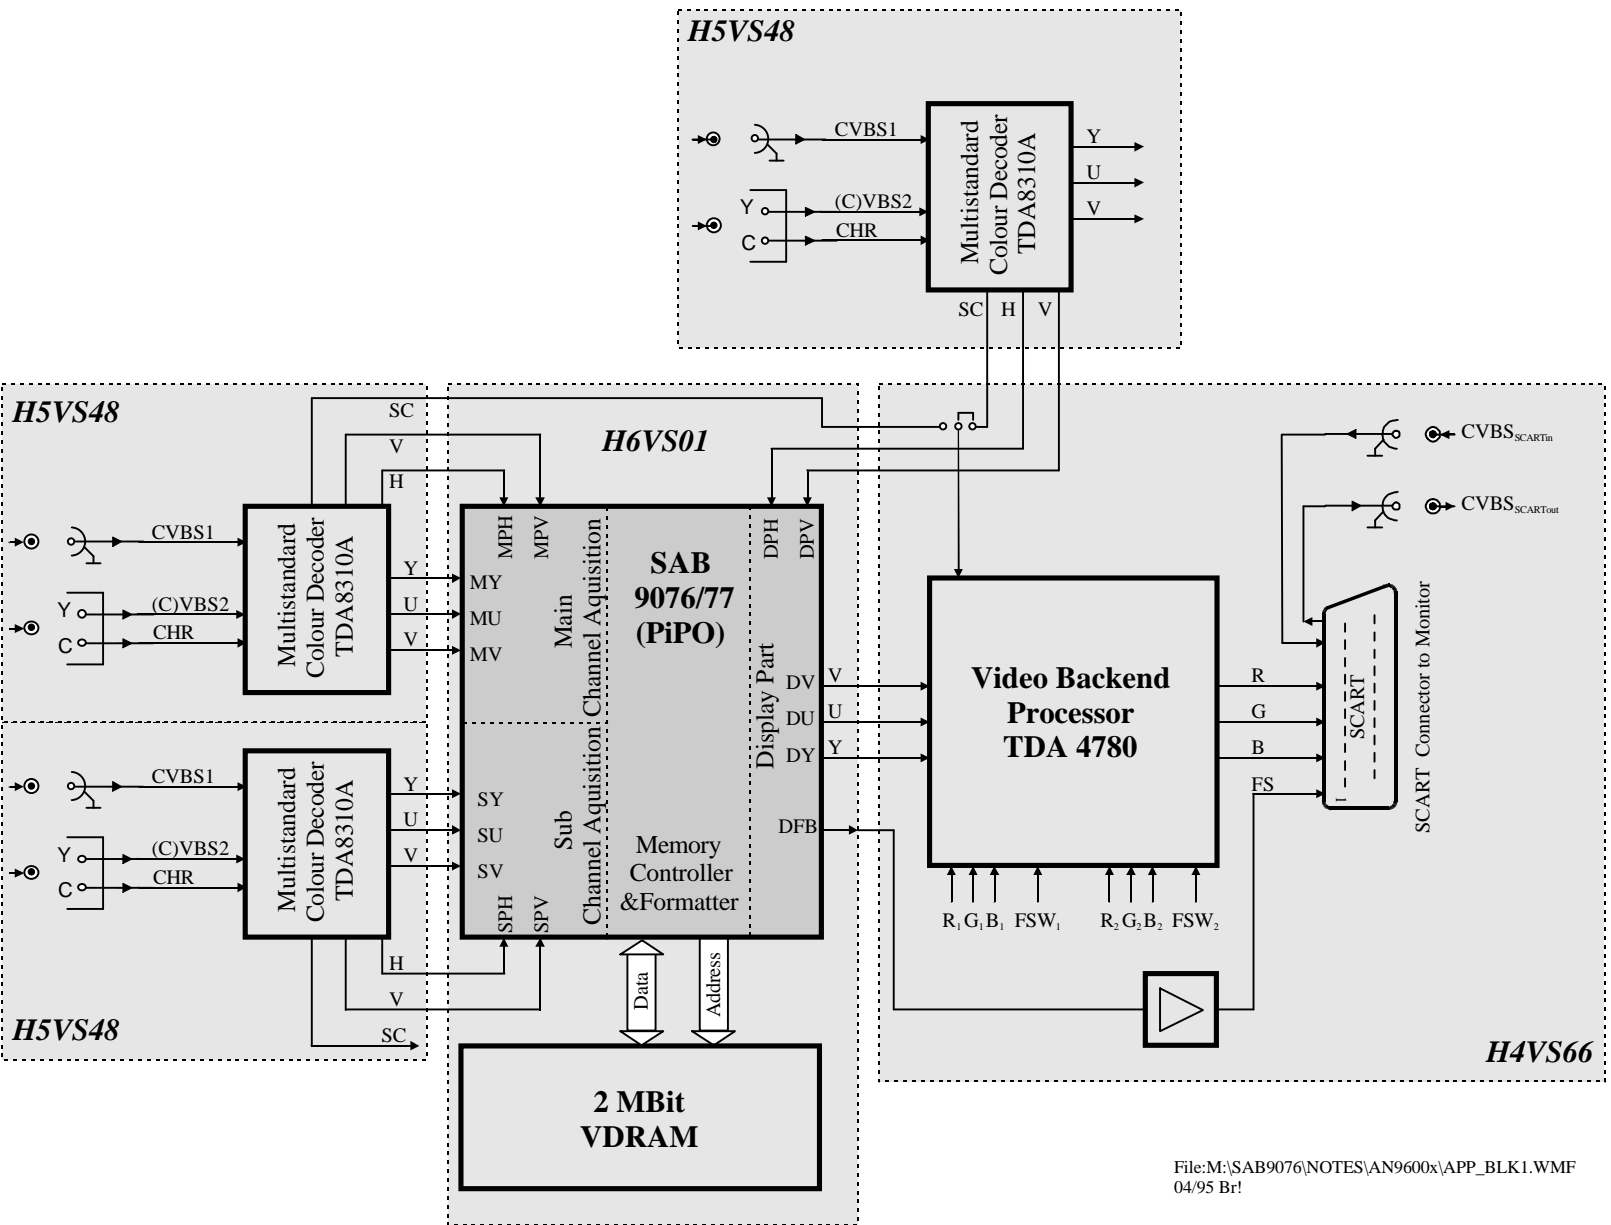 H5VS48
CVBS1
Y
(C)VBS2
C
CHR
Multistandard
Colour Decoder
TDA8310A
Y
U
V
SC
H
V
H5VS48
SC
V
H
CVBS1
Y
(C)VBS2
C
CHR
Multistandard
Colour Decoder
TDA8310A
Y
U
V
CVBS1
Y
(C)VBS2
C
CHR
Multistandard
Colour Decoder
TDA8310A
Y
U
V
H
V
SC
H5VS48
H6VS01
MPH
MPV
MY
MU
MV
Main
Channel Aquisition
SAB
9076/77
(PiPO)
DPH
DPV
Display Part
DV
V
DU
U
DY
Y
DFB
SY
SU
SV
SPH
SPV
Sub
Channel Aquisition
Memory
Controller
&Formatter
Data
Address
2 MBit
VDRAM
CVBSSCARTin
CVBSSCARTout
Video Backend
Processor
TDA 4780
R
G
B
FS
SCART
I
SCART Connector to Monitor
R1 G1 B1 FSW1
R2 G2 B2 FSW2
H4VS66
File:M:\SAB9076\NOTES\AN9600x\APP_BLK1.WMF
04/95 Br!